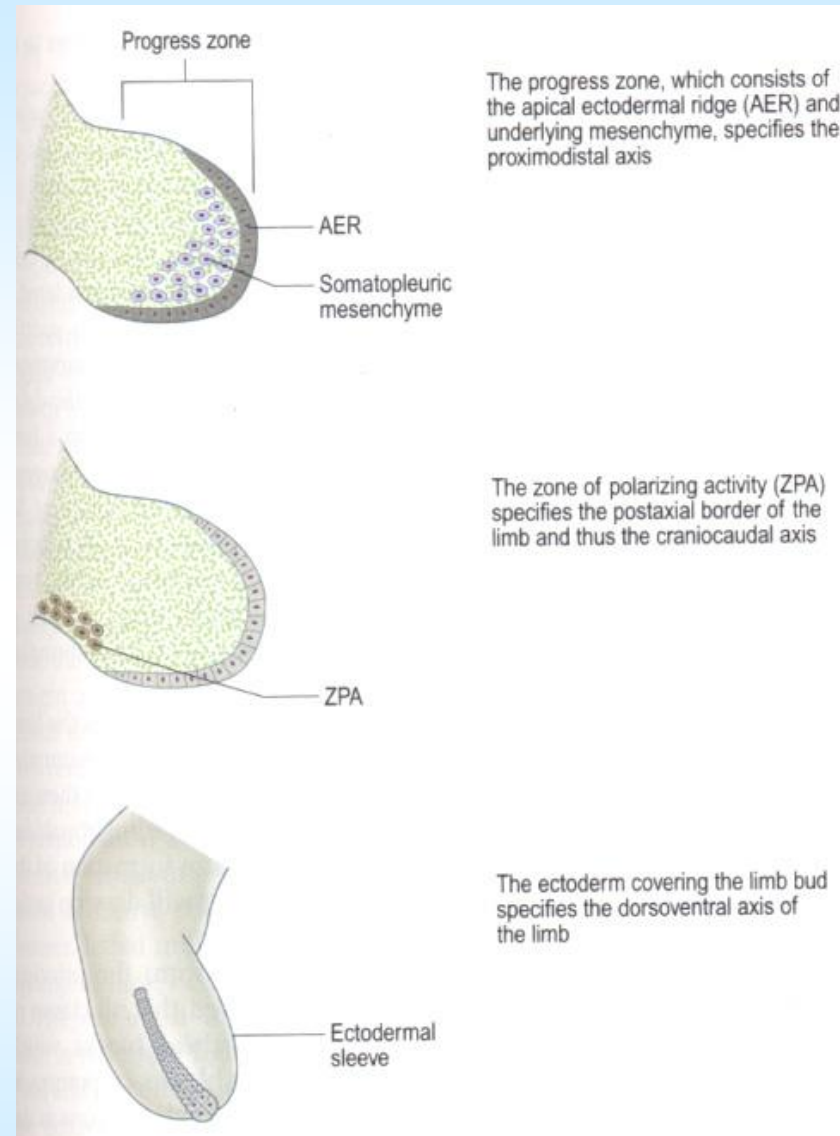 Progress zone
The progress zone, which consists of
the apical ectodermal ridge (AER) and
underlying mesenchyme, specifies the
proximodistal axis
AER
Somatopleuric
mesenchyme
The zone of polarizing activity (ZPA)
specifies the postaxial border of the
limb and thus the craniocaudal axis
ZPA
The ectoderm covering the limb bud
specifies the dorsoventral axis of
the limb
Ectodermal
sleeve